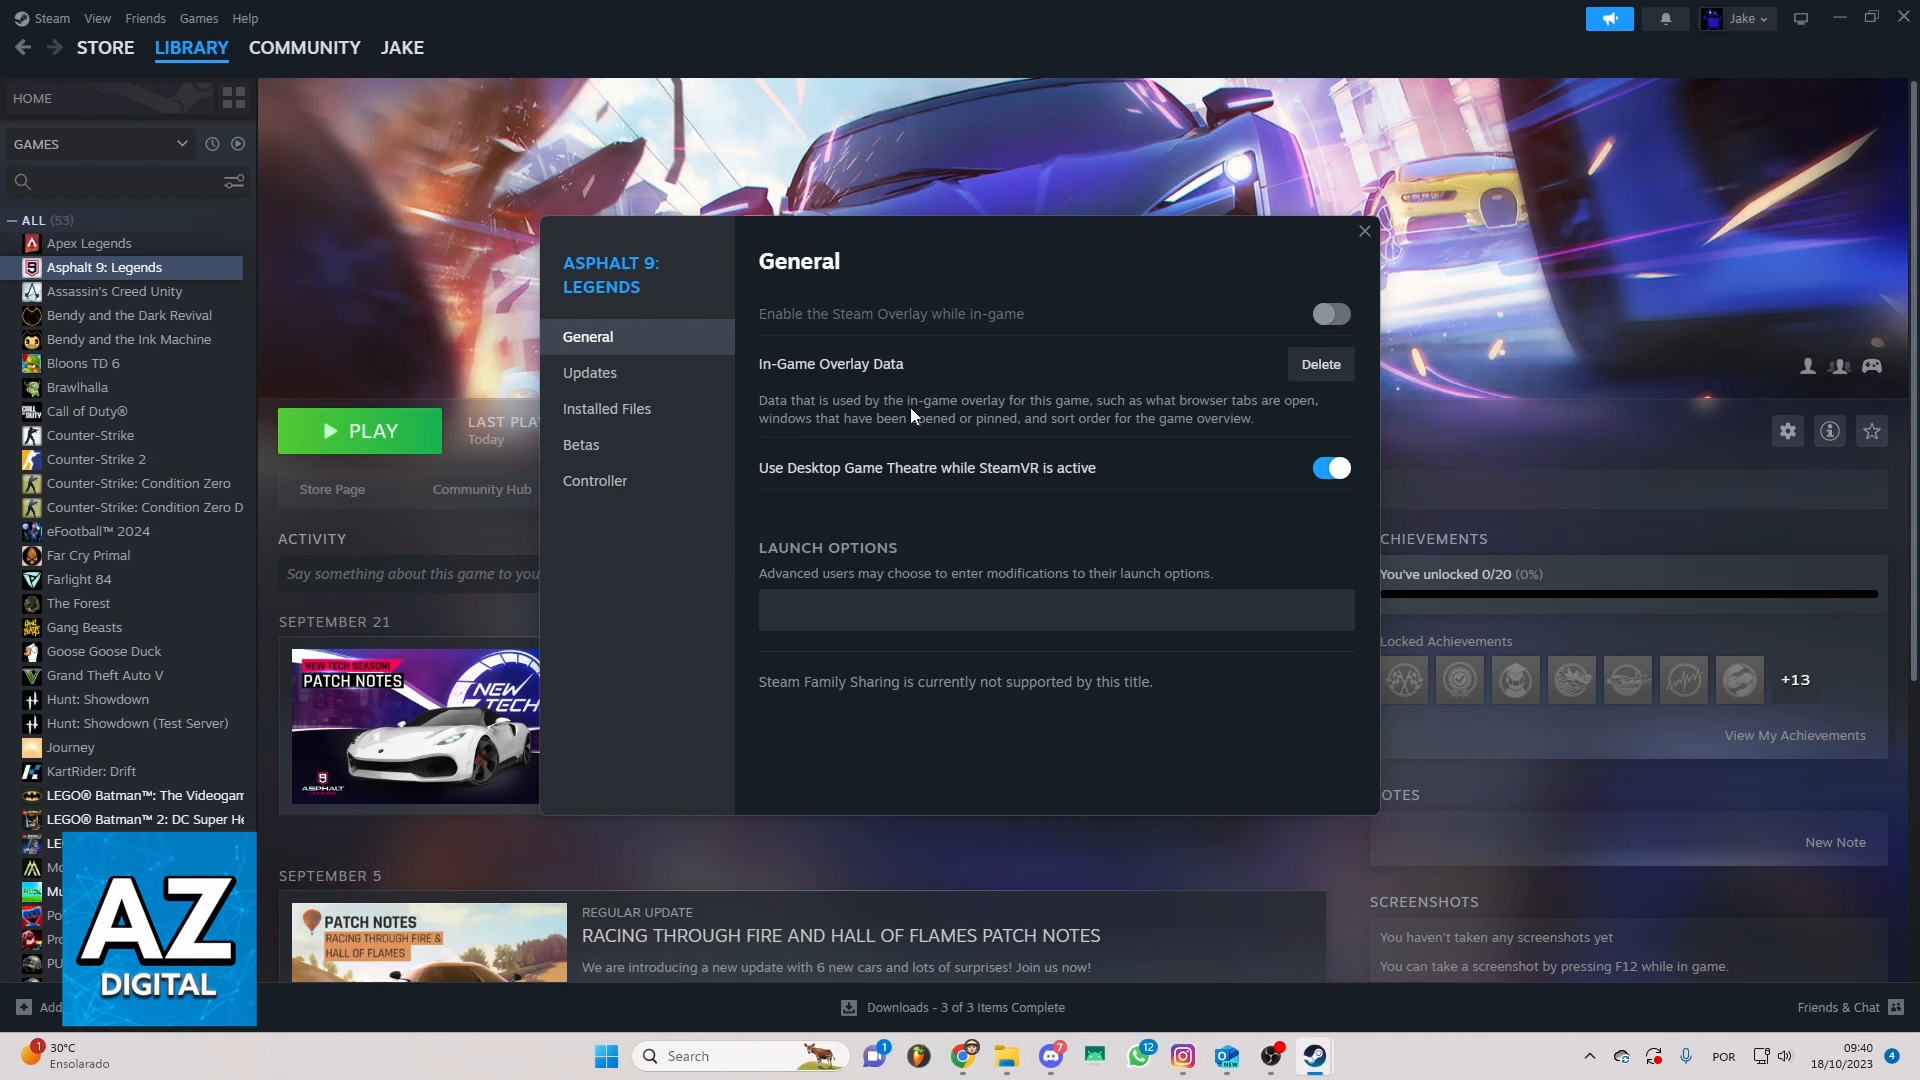 Steam View Friends Games Help
Jake
STORE LIBRARY COMMUNITY JAKE
HOME
GAMES
ALL (53)
Apex Legends
Asphalt 9: Legends
Assassin's Creed Unity
Bendy and the Dark Revival
Bendy and the Ink Machine
Bloons TD 6
Brawlhalla
Call of Duty®
Counter-Strike
Counter-Strike 2
Counter-Strike: Condition Zero
Counter-Strike: Condition Zero D
eFootball™ 2024
Far Cry Primal
Farlight 84
The Forest
Gang Beasts
Goose Goose Duck
Grand Theft Auto V
Hunt: Showdown
Hunt: Showdown (Test Server)
Journey
KartRider: Drift
LEGO® Batman™: The Videogam
LEGO® Batman™ 2: DC Super He
LE
Mo
Mu
Po
Pro
PU
AZ
DIGITAL
PLAY
LAST PLA
Today
Store Page Community Hub
ACTIVITY
Say something about this game to you
SEPTEMBER 21
NEW TECH SEASON!
PATCH NOTES
NEW
TECH
9
ASPHALT
SEPTEMBER 5
PATCH NOTES
RACING THROUGH FIRE &
HALL OF FLAMES
REGULAR UPDATE
RACING THROUGH FIRE AND HALL OF FLAMES PATCH NOTES
We are introducing a new update with 6 new cars and lots of surprises! Join us now!
ASPHALT 9:
LEGENDS
General
Updates
Installed Files
Betas
Controller
General
Enable the Steam Overlay while in-game
In-Game Overlay Data
Delete
Data that is used by the in-game overlay for this game, such as what browser tabs are open,
windows that have been opened or pinned, and sort order for the game overview.
Use Desktop Game Theatre while SteamVR is active
LAUNCH OPTIONS
Advanced users may choose to enter modifications to their launch options.
Steam Family Sharing is currently not supported by this title.
CHIEVEMENTS
You've unlocked 0/20 (0%)
Locked Achievements
+13
View My Achievements
OTES
New Note
SCREENSHOTS
You haven't taken any screenshots yet
You can take a screenshot by pressing F12 while in game.
Add
Downloads - 3 of 3 Items Complete
Friends & Chat
1
30°C
Ensolarado
Search
1
7
12
NEW
POR
09:40
18/10/2023
4